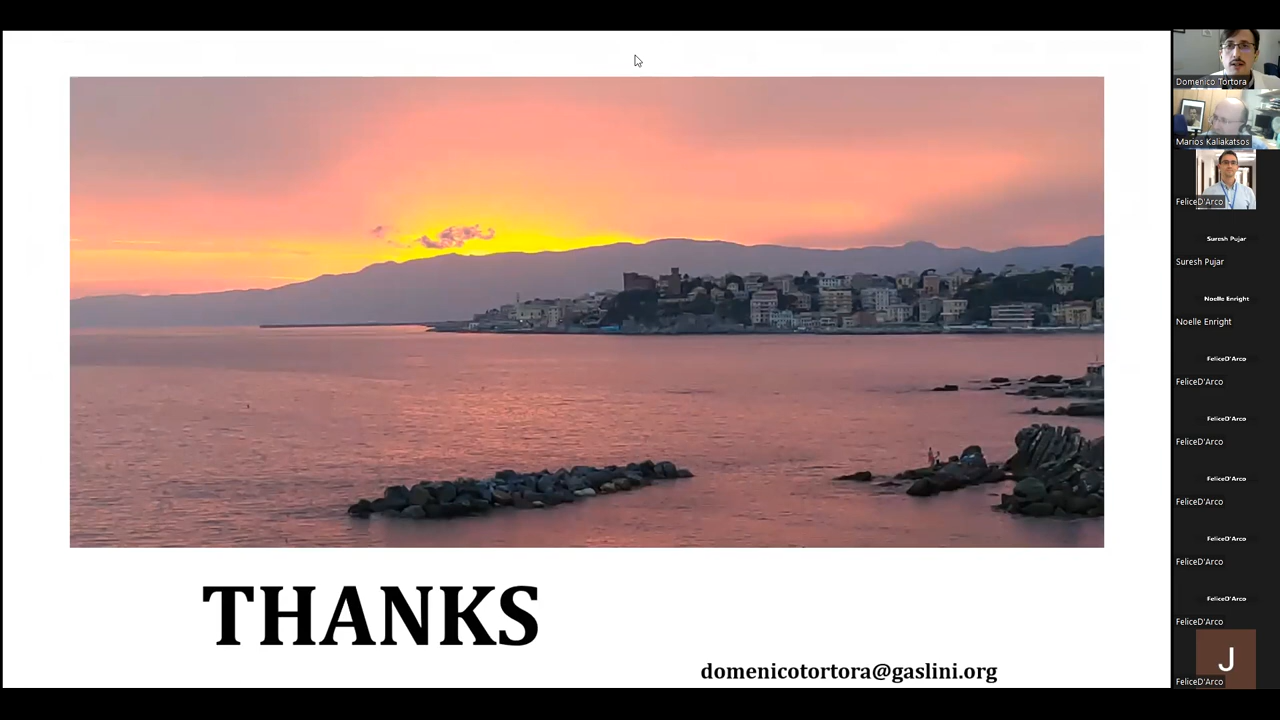 THANKS
domenicotortora@gaslini.org
Domenico Tortora
Marios Kaliakatsos
FeliceD'Arco
Suresh Pujar
Suresh Pujar
Noelle Enright
Noelle Enright
FeliceD'Arco
FeliceD'Arco
FeliceD'Arco
FeliceD'Arco
FeliceD'Arco
FeliceD'Arco
FeliceD'Arco
FeliceD'Arco
FeliceD'Arco
FeliceD'Arco
J
FeliceD'Arco